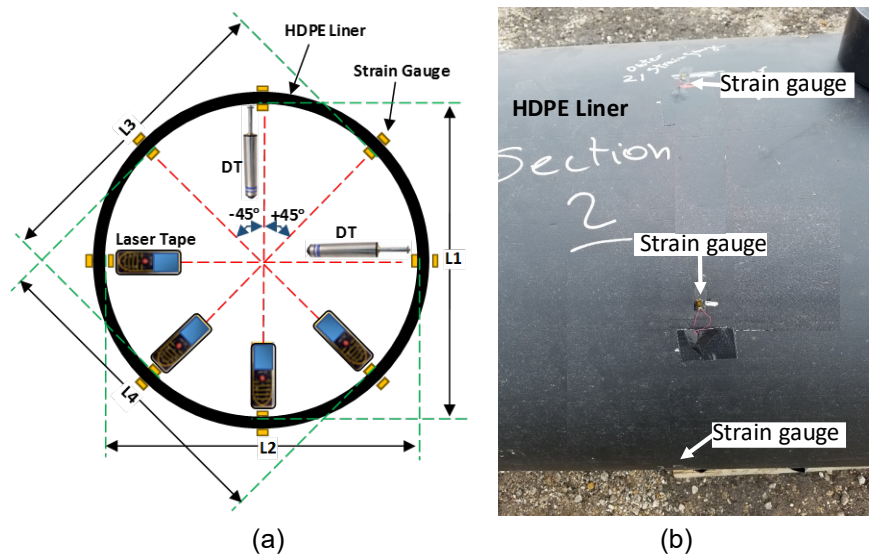 HDPE Liner
Strain Gauge
L3
DT
-45°
+45°
Laser Tape
DT
L1
L4
L2
(a)
Strain gauge
HDPE Liner
Section
2
Strain gauge
Strain gauge
(b)